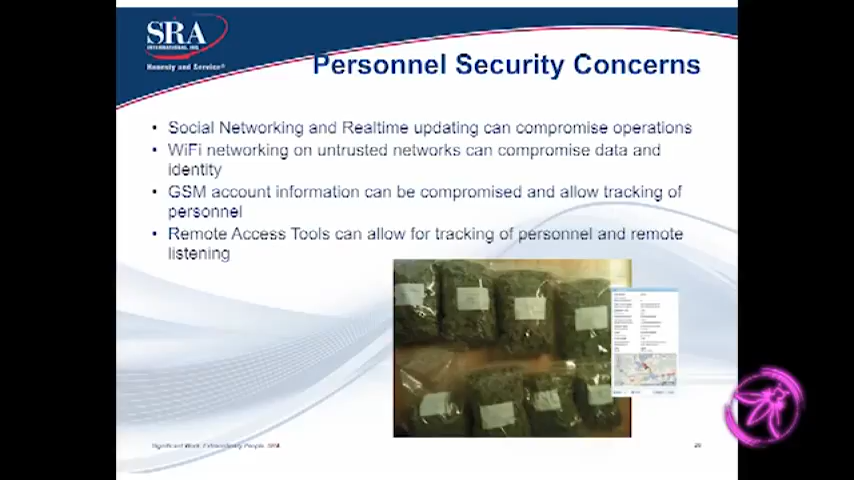 SRA
INTERNATIONAL, INC.
Honesty and Service®
Personnel Security Concerns
• Social Networking and Realtime updating can compromise operations
• WiFi networking on untrusted networks can compromise data and
identity
• GSM account information can be compromised and allow tracking of
personnel
• Remote Access Tools can allow for tracking of personnel and remote
listening